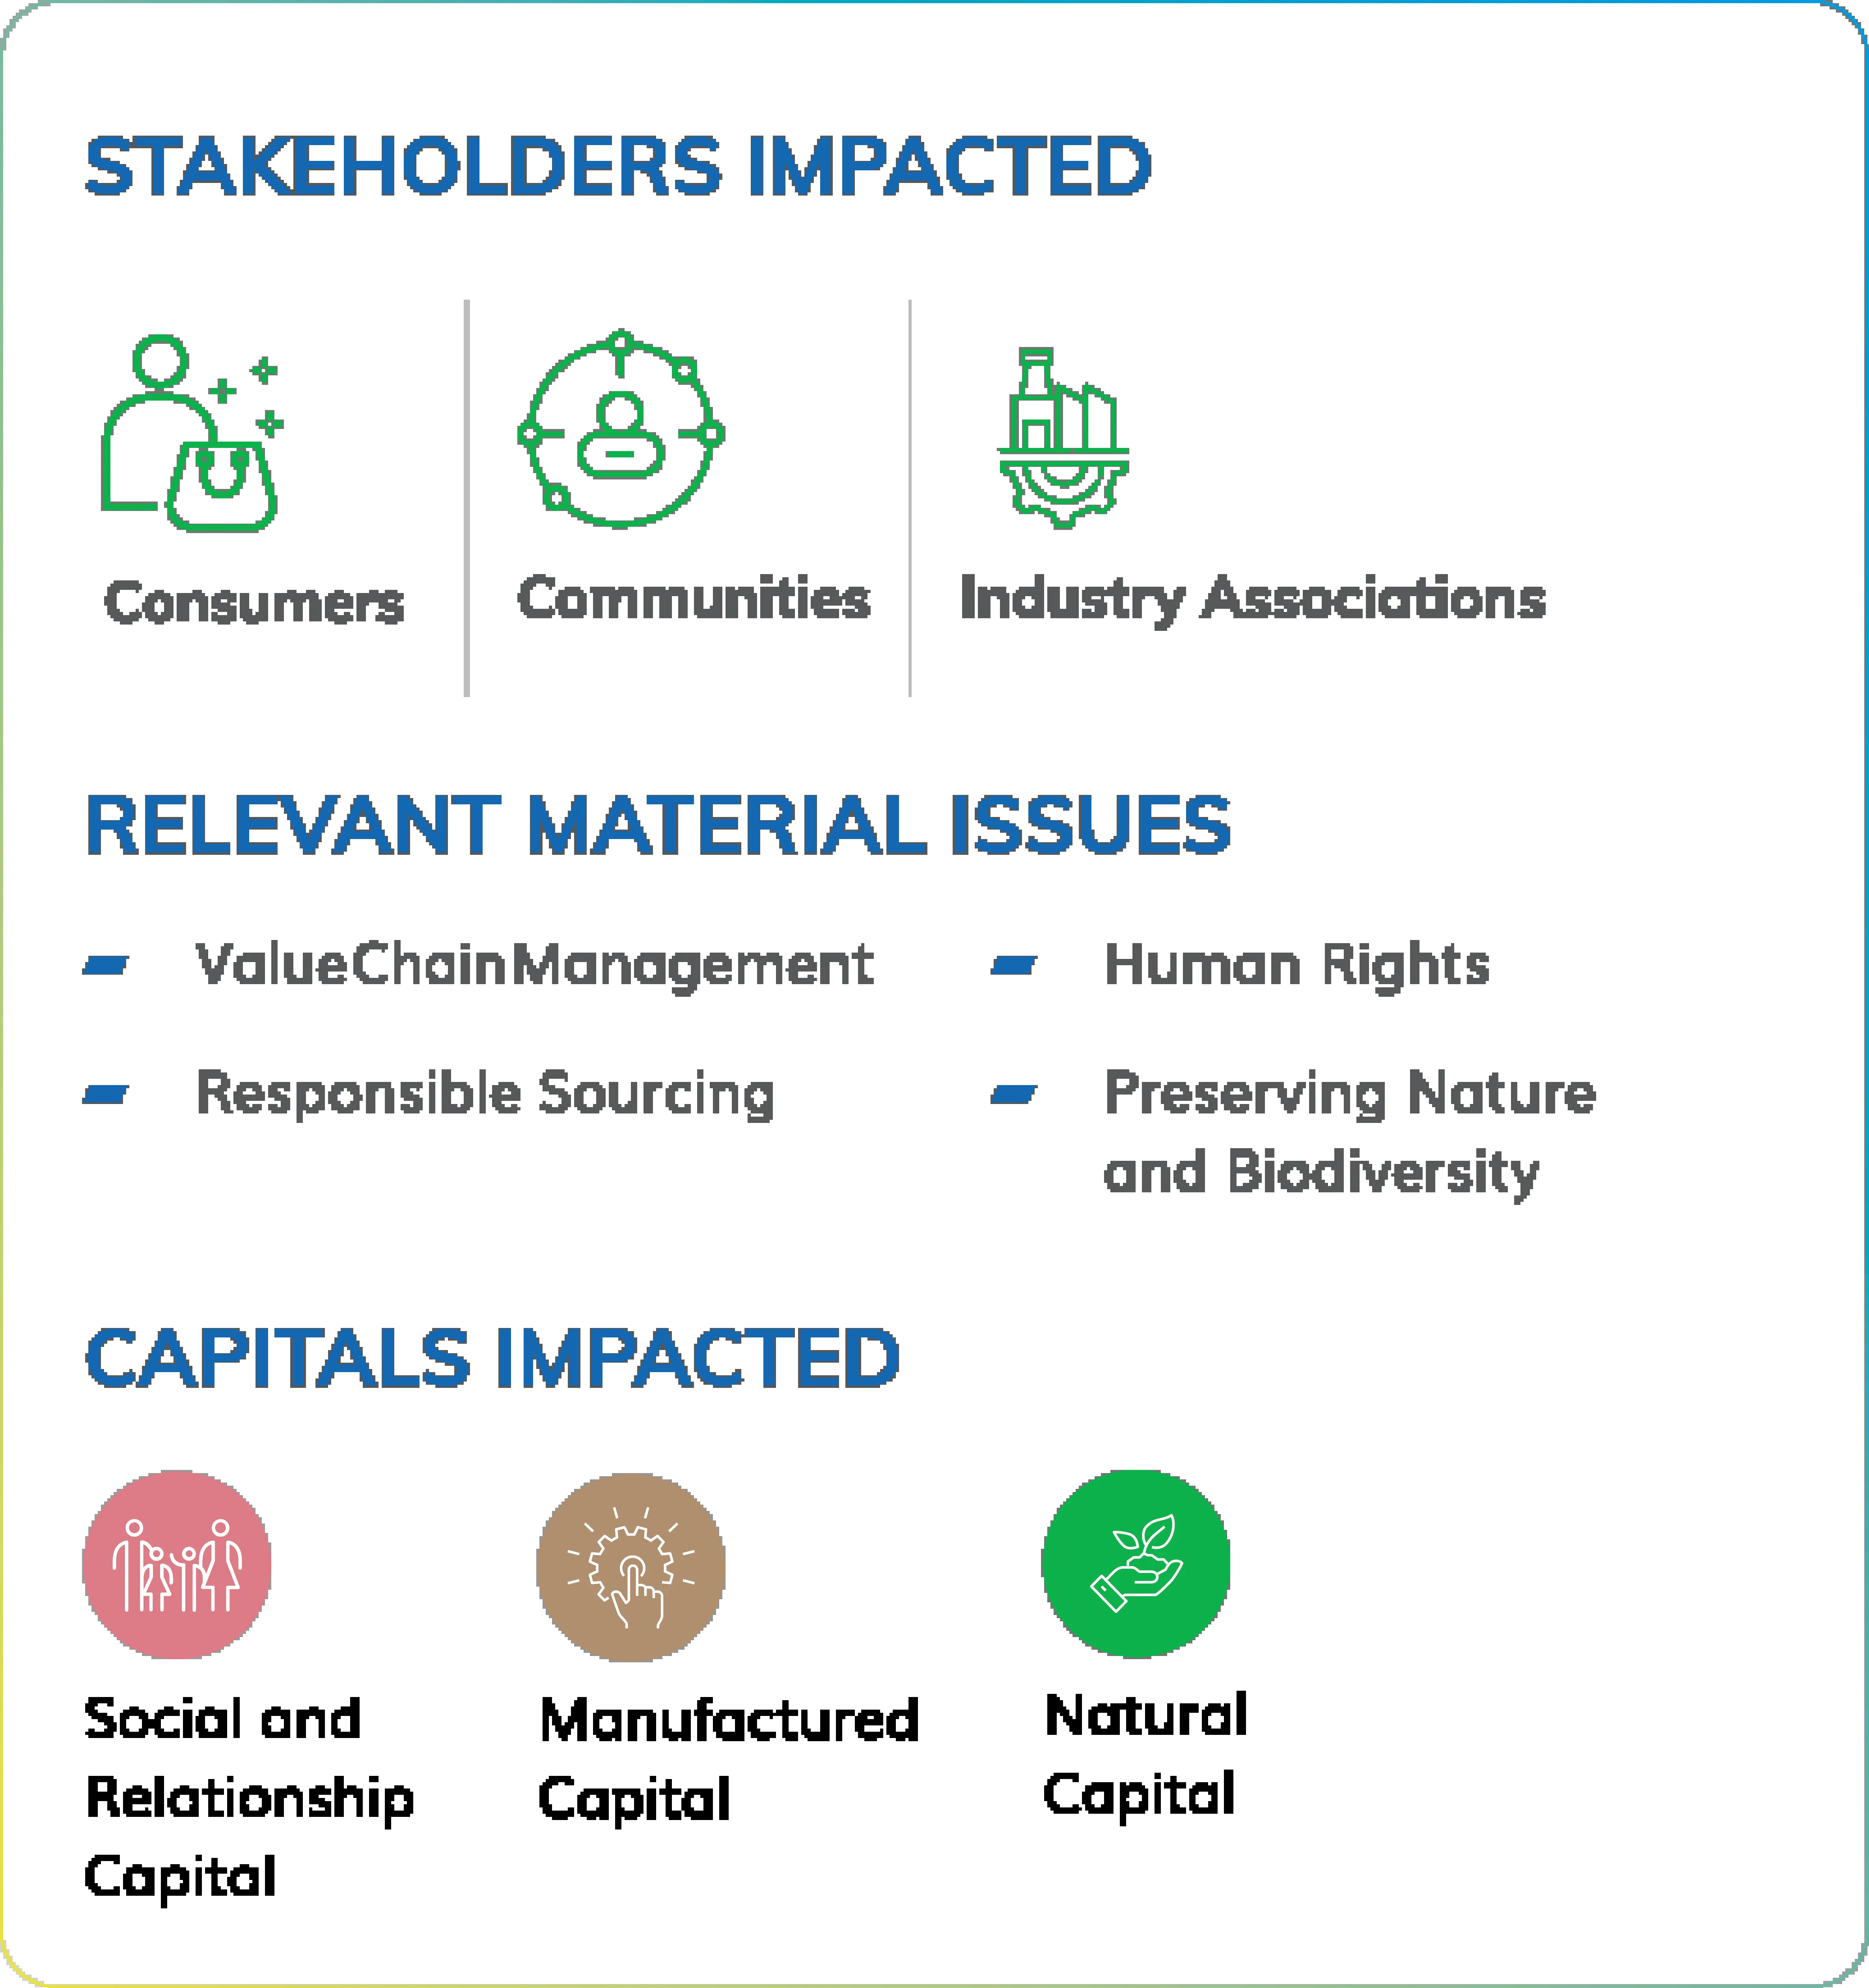 STAKEHOLDERS IMPACTED
Consumers
Communities
Industry Associations
RELEVANT MATERIAL ISSUES
ValueChainManagement
Human Rights
Responsible Sourcing
Preserving Nature
and Biodiversity
CAPITALS IMPACTED
Social and
Relationship
Capital
Manufactured
Capital
Natural
Capital